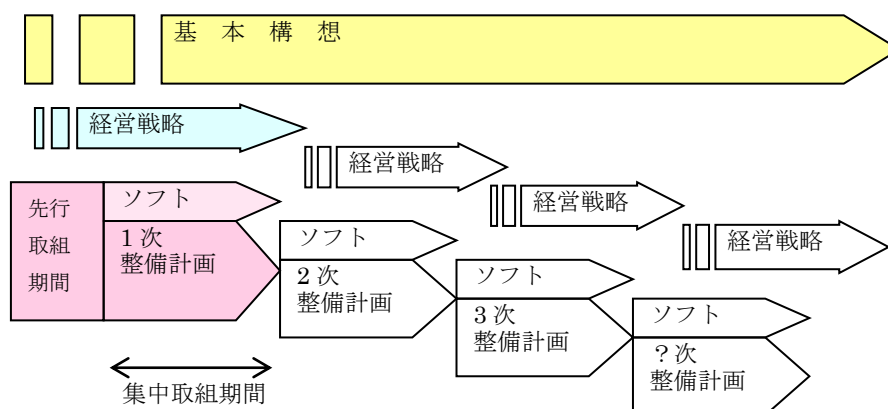 基本構想
経営戦略
経営戦略
経営戦略
経営戦略
先行
取組
期間
ソフト
1次
整備計画
ソフト
2次
整備計画
ソフト
3次
整備計画
ソフト
?次
整備計画
集中取組期間